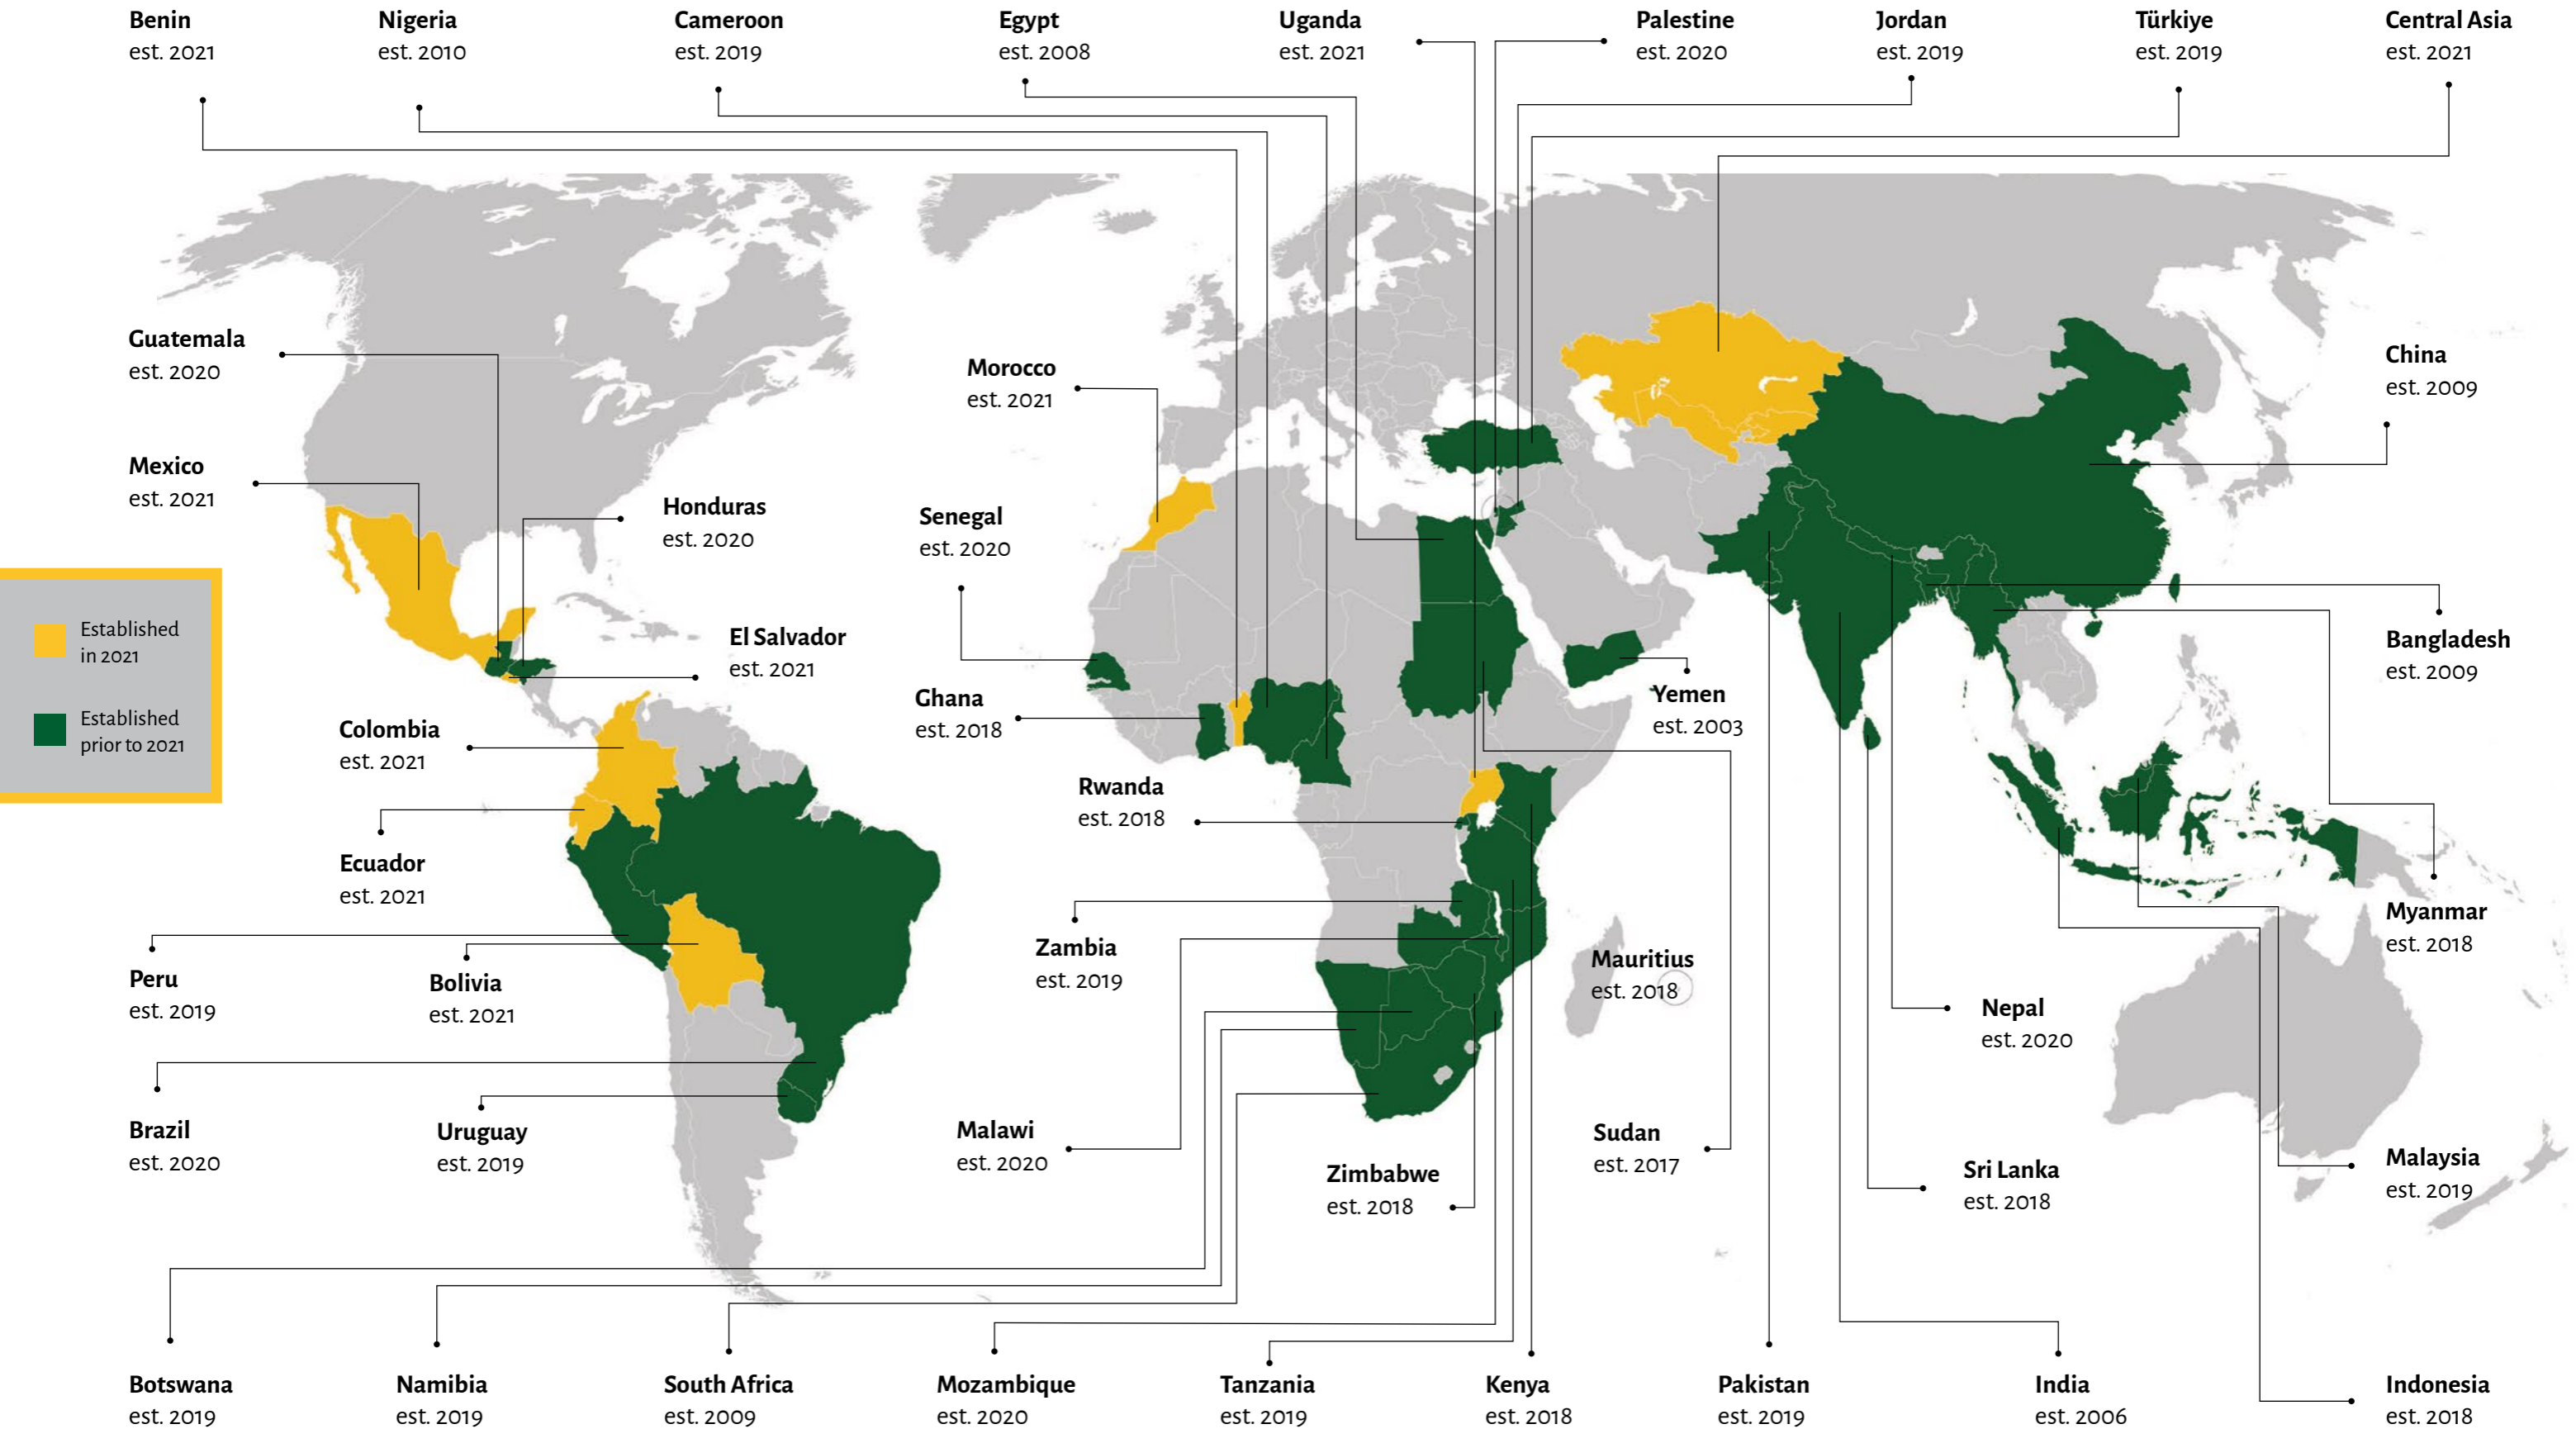 Benin
est. 2021
Nigeria
est. 2010
Cameroon
est. 2019
Egypt
est. 2008
Uganda
est. 2021
Palestine
est. 2020
Jordan
est. 2019
Türkiye
est. 2019
Central Asia
est. 2021
Guatemala
est. 2020
Mexico
est. 2021
Honduras
est. 2020
El Salvador
est. 2021
Established
in 2021
Established
prior to 2021
Colombia
est. 2021
Ecuador
est. 2021
Peru
est. 2019
Bolivia
est. 2021
Brazil
est. 2020
Uruguay
est. 2019
Morocco
est. 2021
Senegal
est. 2020
Ghana
est. 2018
Rwanda
est. 2018
Zambia
est. 2019
Malawi
est. 2020
Zimbabwe
est. 2018
Yemen
est. 2003
Mauritius
est. 2018
Sudan
est. 2017
China
est. 2009
Bangladesh
est. 2009
Myanmar
est. 2018
Nepal
est. 2020
Sri Lanka
est. 2018
Malaysia
est. 2019
Botswana
est. 2019
Namibia
est. 2019
South Africa
est. 2009
Mozambique
est. 2020
Tanzania
est. 2019
Kenya
est. 2018
Pakistan
est. 2019
India
est. 2006
Indonesia
est. 2018